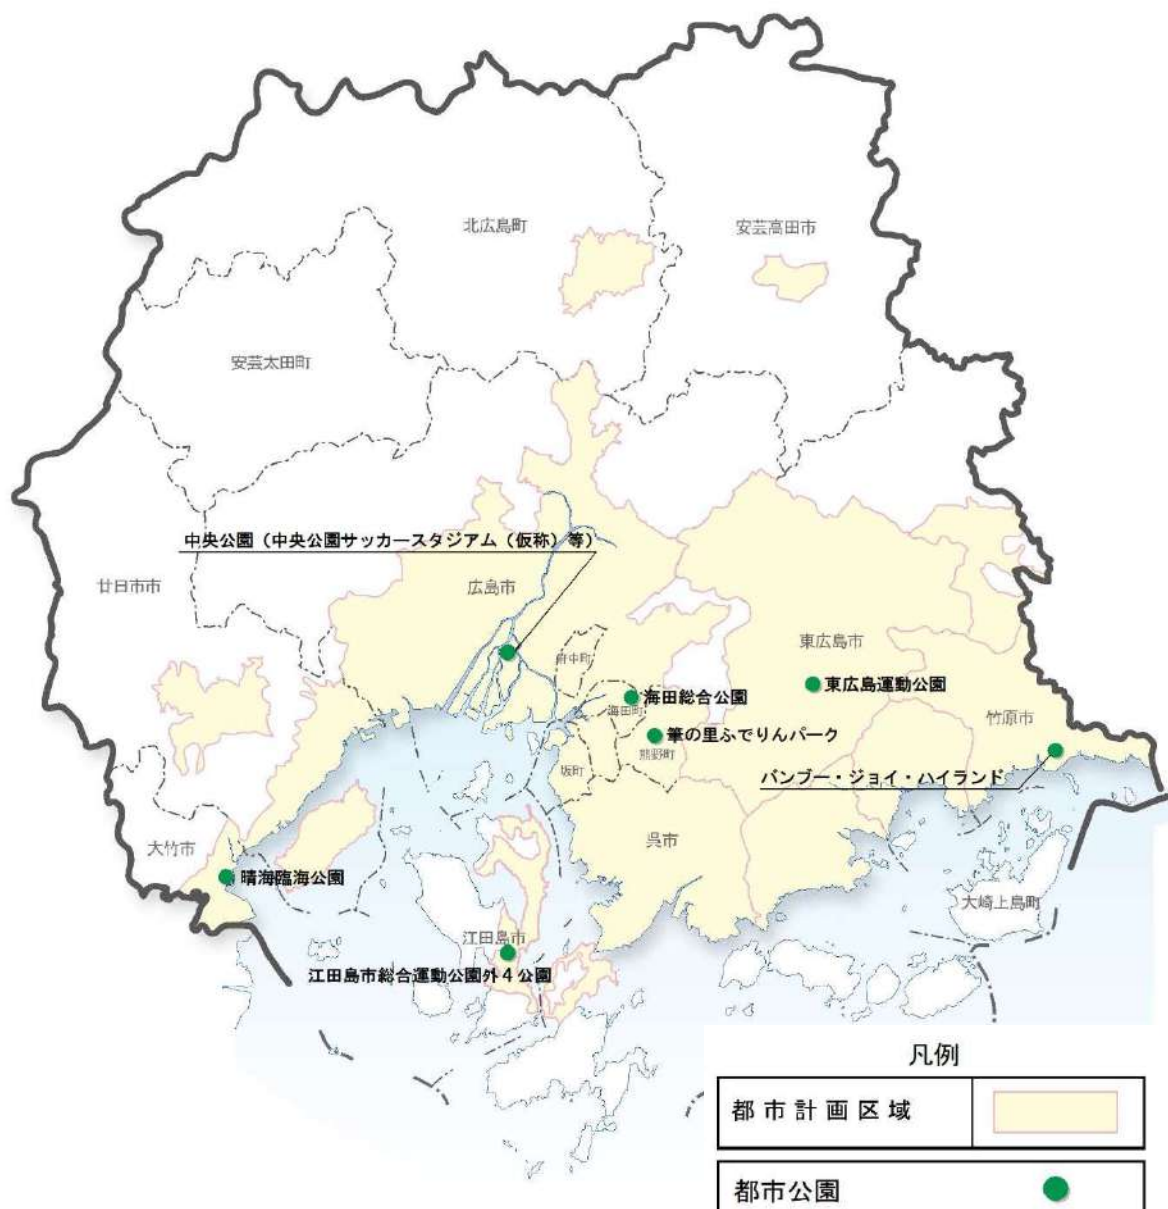 北広島町
安芸高田市
安芸太田町
中央公園（中央公園サッカースタジアム（仮称）等）
廿日市市
広島市
府中町
東広島市
海田総合公園
東広島運動公園
海田町
竹原市
筆の里ふでりんパーク
熊野町
坂町
バンブー・ジョイ・ハイランド
呉市
大竹市
晴海臨海公園
大崎上島町
江田島市
江田島市総合運動公園外４公園
凡例
都市計画区域
都市公園